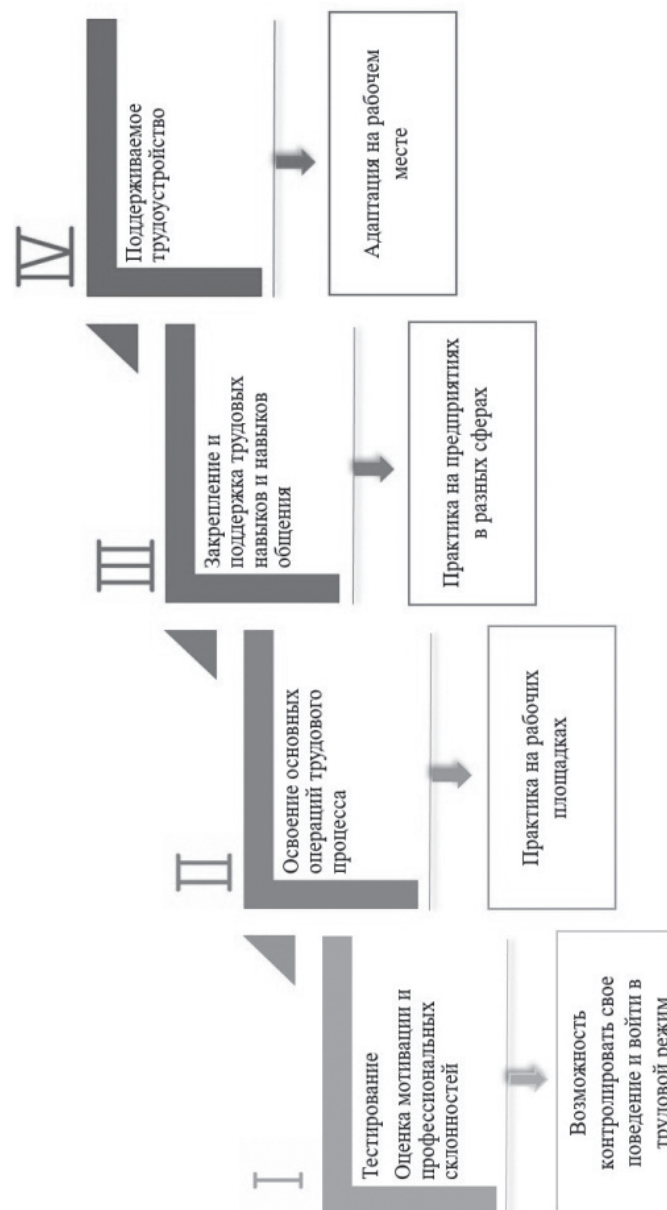 I
Тестирование
Оценка мотивации и
профессиональных
склонностей
Возможность
контролировать свое
поведение и войти в
трудовой режим
II
Освоение основных
операций трудового
процесса
Практика на рабочих
площадках
III
Закрепление и
поддержка трудовых
навыков и навыков
общения
Практика на предприятиях
в разных сферах
IV
Поддерживаемое
трудоустройство
Адаптация на рабочем
месте